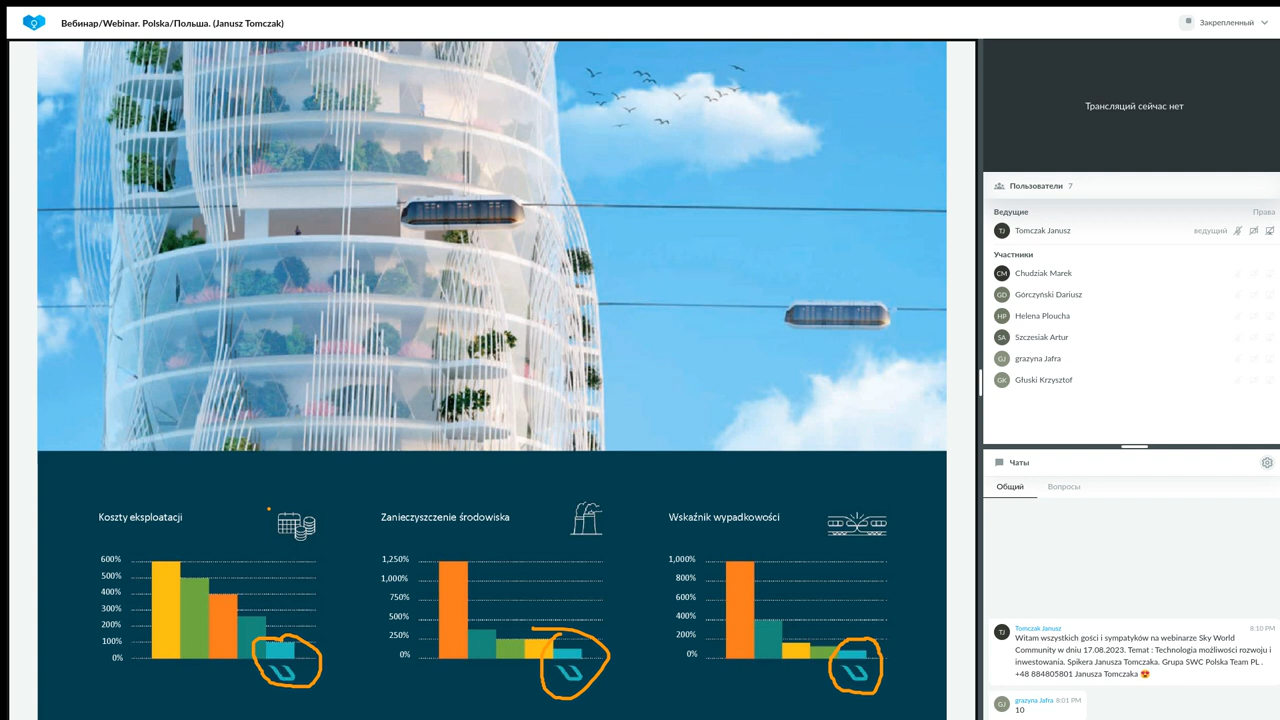 Вебинар/Webinar. Polska/Польша. (Janusz Tomczak)
Закрепленный
Трансляций сейчас нет
Пользователи 7
Ведущие Права
TJ Tomczak Janusz ведущий
Участники
CM Chudziak Marek
GD Górczyński Dariusz
HP Helena Ploucha
SA Szczesiak Artur
GJ grazyna Jafra
GK Głuski Krzysztof
Чаты
Общий Вопросы
TJ Tomczak Janusz 8:10 PM
Witam wszystkich gości i sympatyków na webinarze Sky World
Community w dniu 17.08.2023. Temat : Technologia możliwości rozwoju i
inwestowania. Spikera Janusza Tomczaka. Grupa SWC Polska Team PL .
+48 884805801 Janusza Tomczaka 😍
GJ grazyna Jafra 8:01 PM
10
Koszty eksploatacji
600%
500%
400%
300%
200%
100%
0%
Zanieczyszczenie środowiska
1,250%
1,000%
750%
500%
250%
0%
Wskaźnik wypadkowości
1,000%
800%
600%
400%
200%
0%